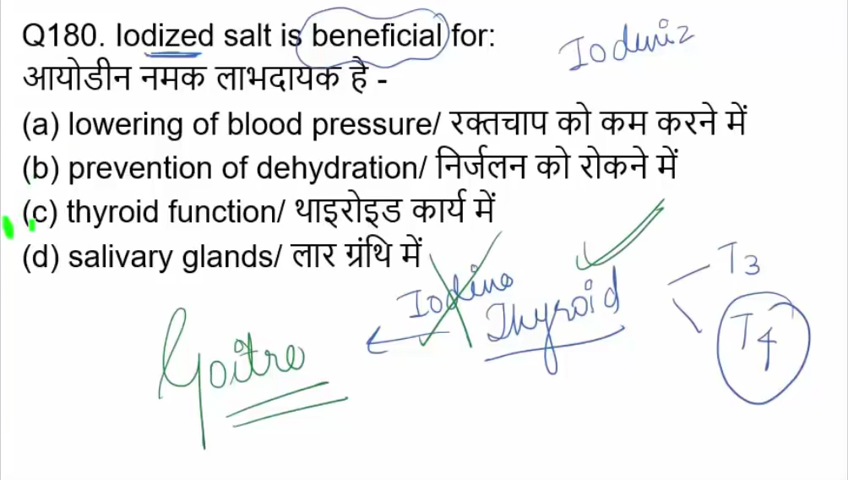 Q180. Iodized salt is beneficial for:
Iodiniz
आयोडीन नमक लाभदायक है -
(a) lowering of blood pressure/ रक्तचाप को कम करने में
(b) prevention of dehydration/ निर्जलन को रोकने में
(c) thyroid function/ थाइरोइड कार्य में
(d) salivary glands/ लार ग्रंथि में
T3
Iodine
Thyroid
T4
Goitre